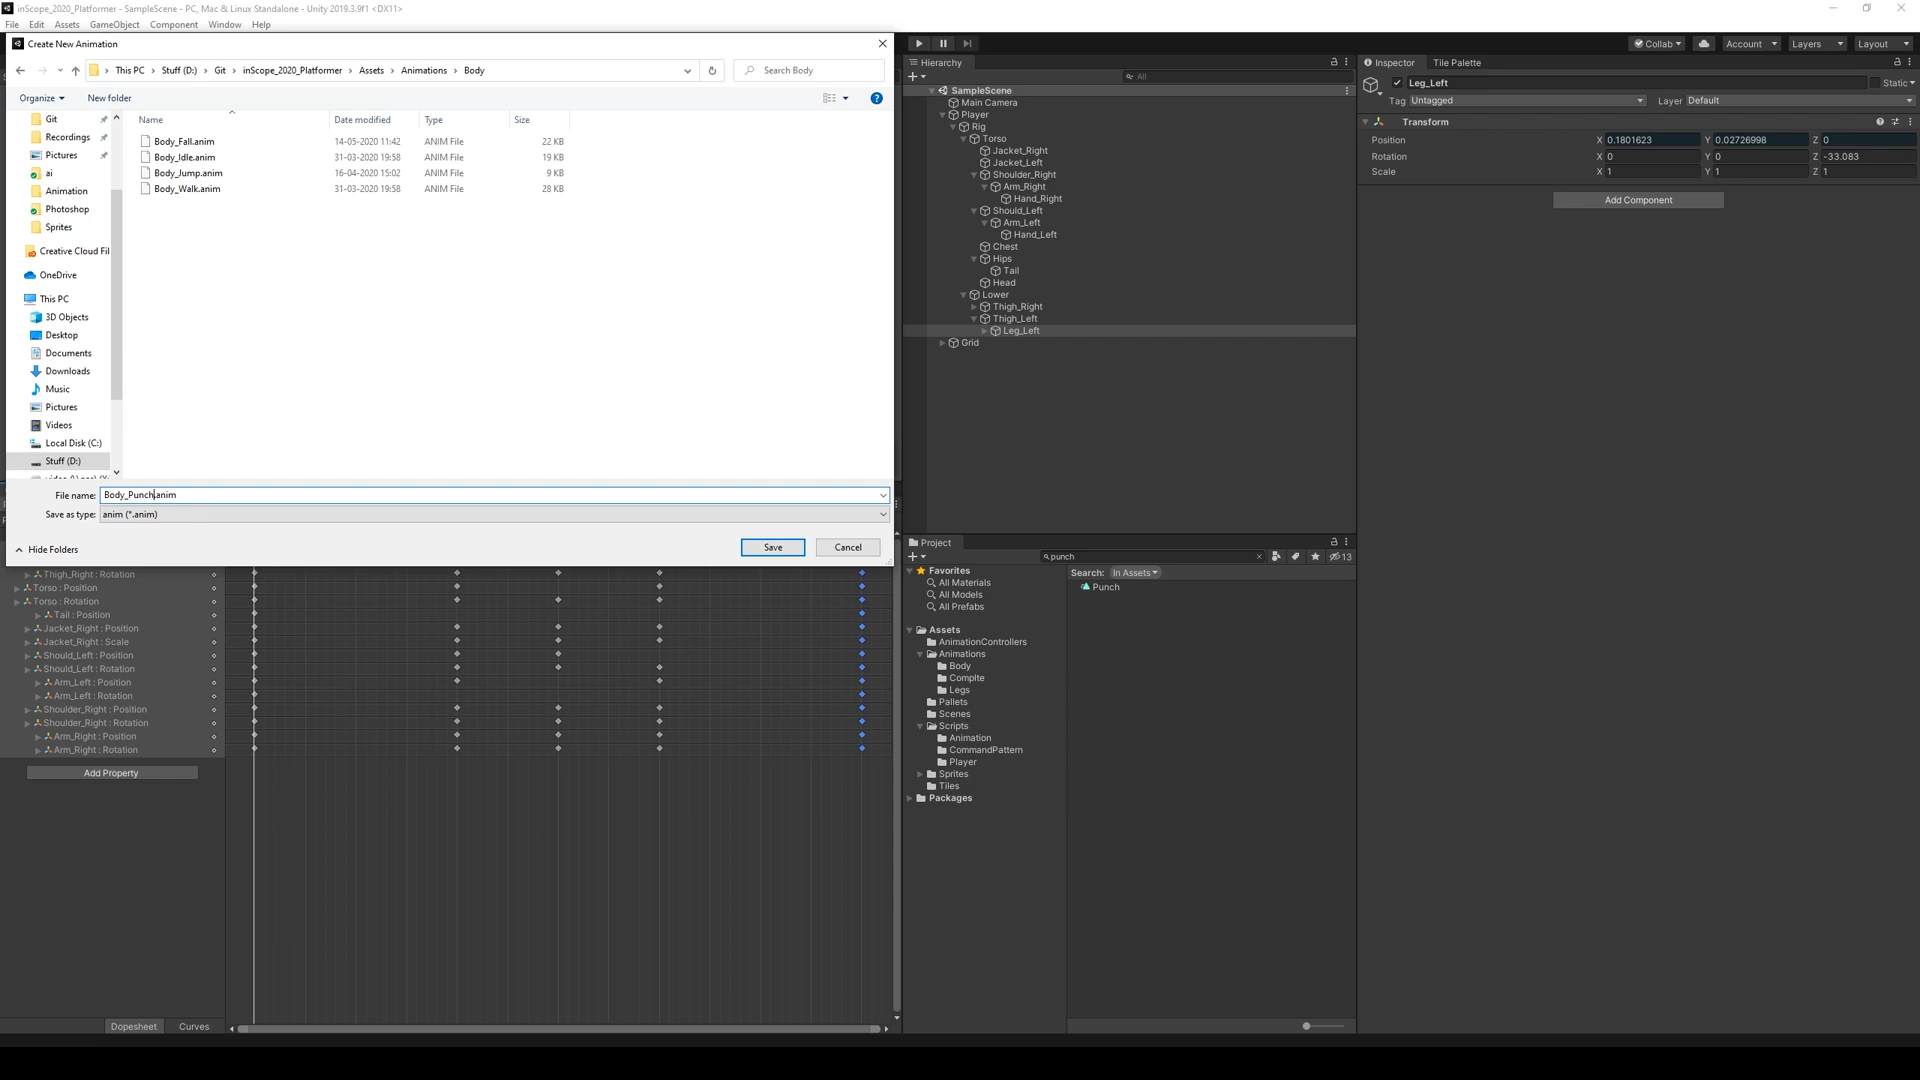 inScope_2020_Platformer - SampleScene - PC, Mac & Linux Standalone - Unity 2019.3.9f1 <DX11>
File Edit Assets GameObject Component Window Help
Create New Animation
This PC > Stuff (D:) > Git > inScope_2020_Platformer > Assets > Animations > Body
Search Body
Organize New folder
Git
Recordings
Pictures
ai
Animation
Photoshop
Sprites
Creative Cloud Fil
OneDrive
This PC
3D Objects
Desktop
Documents
Downloads
Music
Pictures
Videos
Local Disk (C:)
Stuff (D:)
Name Date modified Type Size
Body_Fall.anim 14-05-2020 11:42 ANIM File 22 KB
Body_Idle.anim 31-03-2020 19:58 ANIM File 19 KB
Body_Jump.anim 16-04-2020 15:02 ANIM File 9 KB
Body_Walk.anim 31-03-2020 19:58 ANIM File 28 KB
File name: Body_Punch.anim
Save as type: anim (*.anim)
Hide Folders
Save Cancel
Thigh_Right : Rotation
Torso : Position
Torso : Rotation
Tail : Position
Jacket_Right : Position
Jacket_Right : Scale
Should_Left : Position
Should_Left : Rotation
Arm_Left : Position
Arm_Left : Rotation
Shoulder_Right : Position
Shoulder_Right : Rotation
Arm_Right : Position
Arm_Right : Rotation
Add Property
Dopesheet Curves
Collab Account Layers Layout
Hierarchy
All
SampleScene
Main Camera
Player
Rig
Torso
Jacket_Right
Jacket_Left
Shoulder_Right
Arm_Right
Hand_Right
Should_Left
Arm_Left
Hand_Left
Chest
Hips
Tail
Head
Lower
Thigh_Right
Thigh_Left
Leg_Left
Grid
Project
punch
13
Favorites
All Materials
All Models
All Prefabs
Assets
AnimationControllers
Animations
Body
Complte
Legs
Pallets
Scenes
Scripts
Animation
CommandPattern
Player
Sprites
Tiles
Packages
Search: In Assets
Punch
Inspector Tile Palette
Leg_Left Static
Tag Untagged Layer Default
Transform
Position X 0.1801623 Y 0.02726998 Z 0
Rotation X 0 Y 0 Z -33.083
Scale X 1 Y 1 Z 1
Add Component